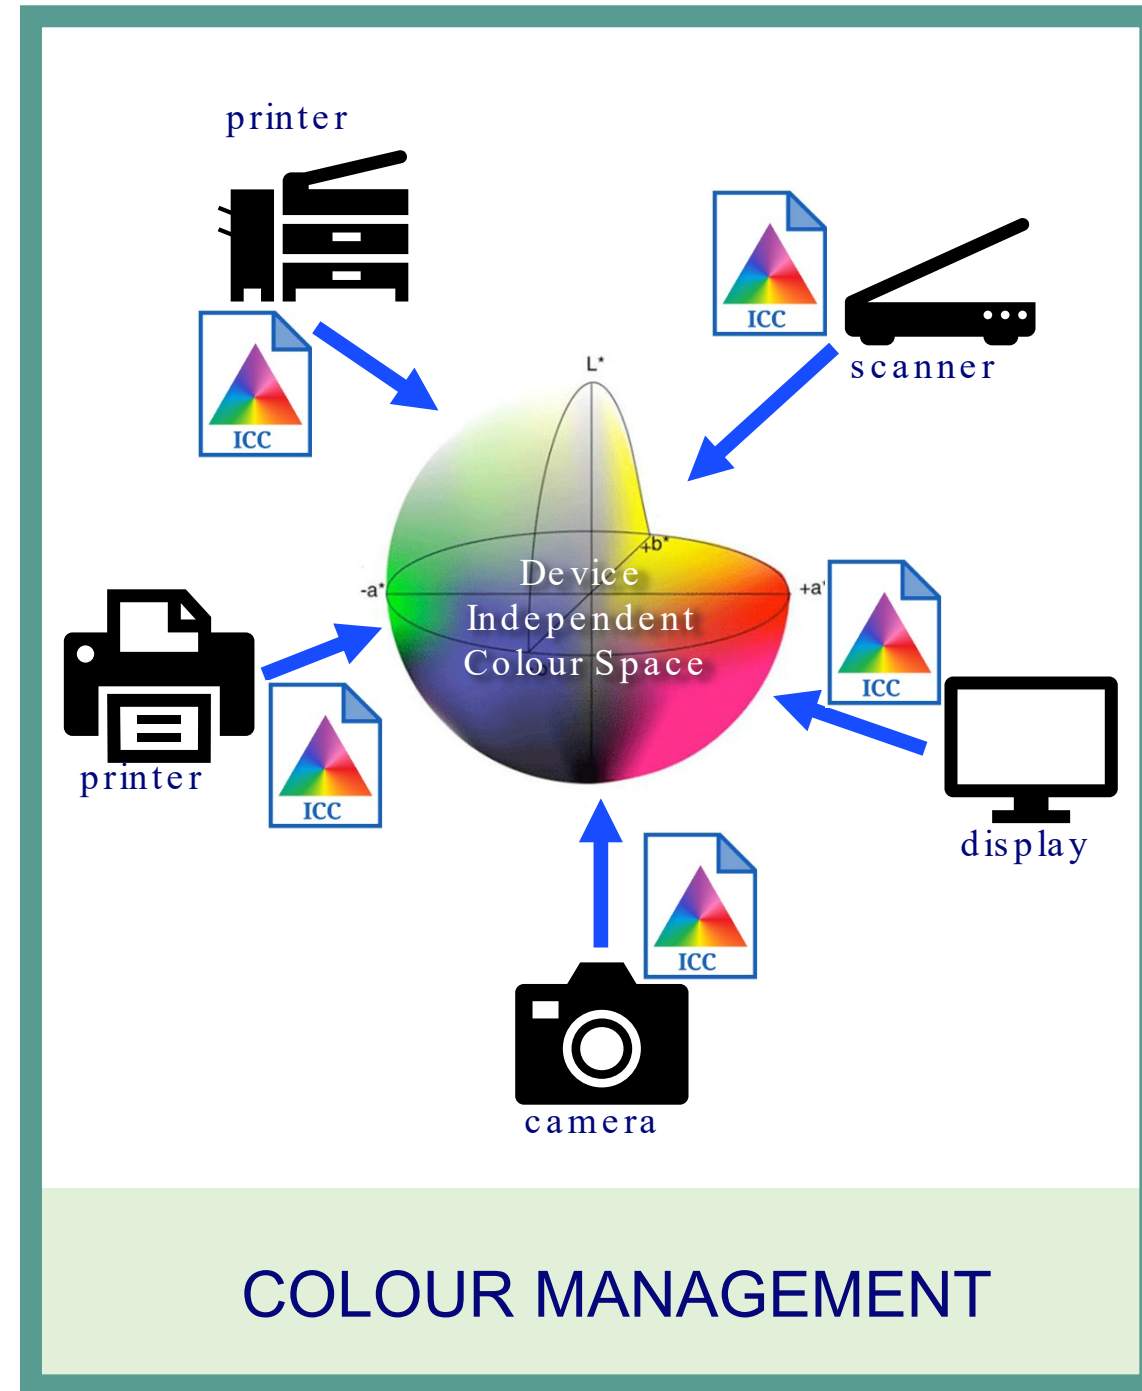 printer
ICC
scanner
ICC
L*
+b*
-a*
+a*
Device
Independent
Colour Space
ICC
printer
ICC
display
ICC
camera
COLOUR MANAGEMENT